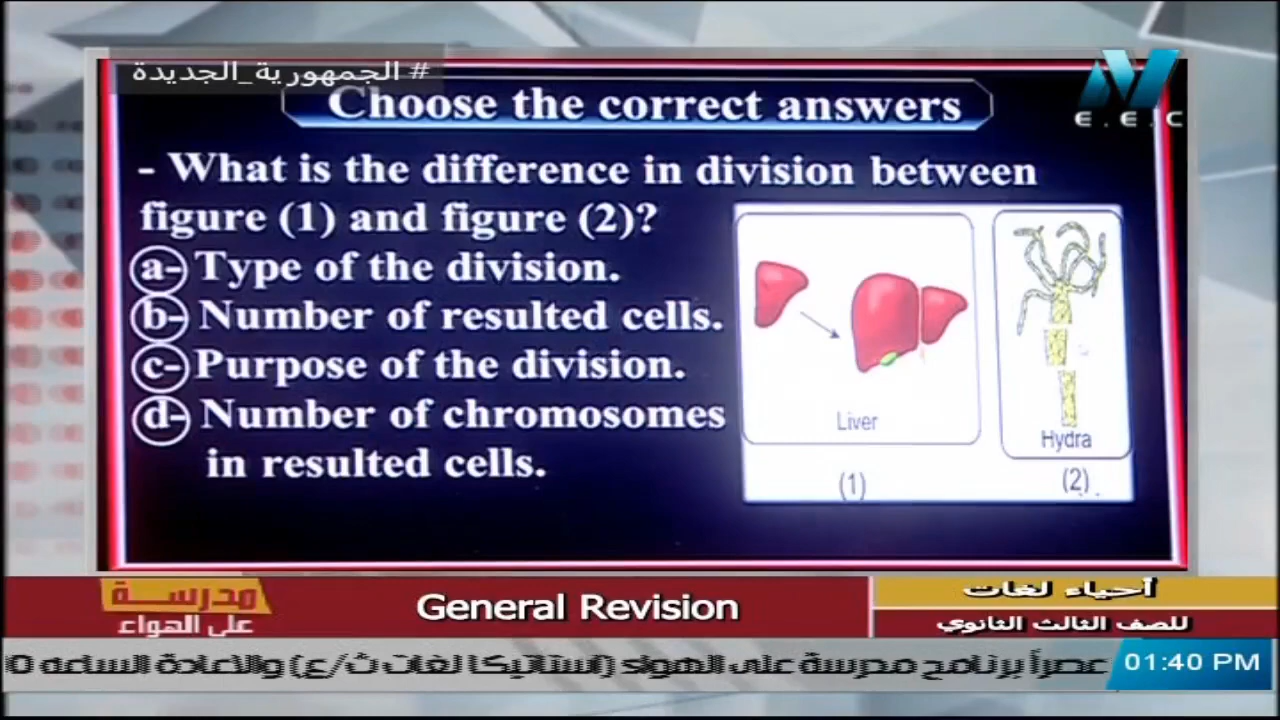 # الجمهورية_الجديدة
E.E.C
Choose the correct answers
- What is the difference in division between
figure (1) and figure (2)?
a- Type of the division.
b- Number of resulted cells.
c- Purpose of the division.
d- Number of chromosomes
in resulted cells.
Liver
(1)
Hydra
(2)
مدرسة
على الهواء
General Revision
أحياء لغات
للصف الثالث الثانوي
عصراً برنامج مدرسة على الهواء (استاتيكا لغات ث/ع) والاعادة الساعه
01:40 PM